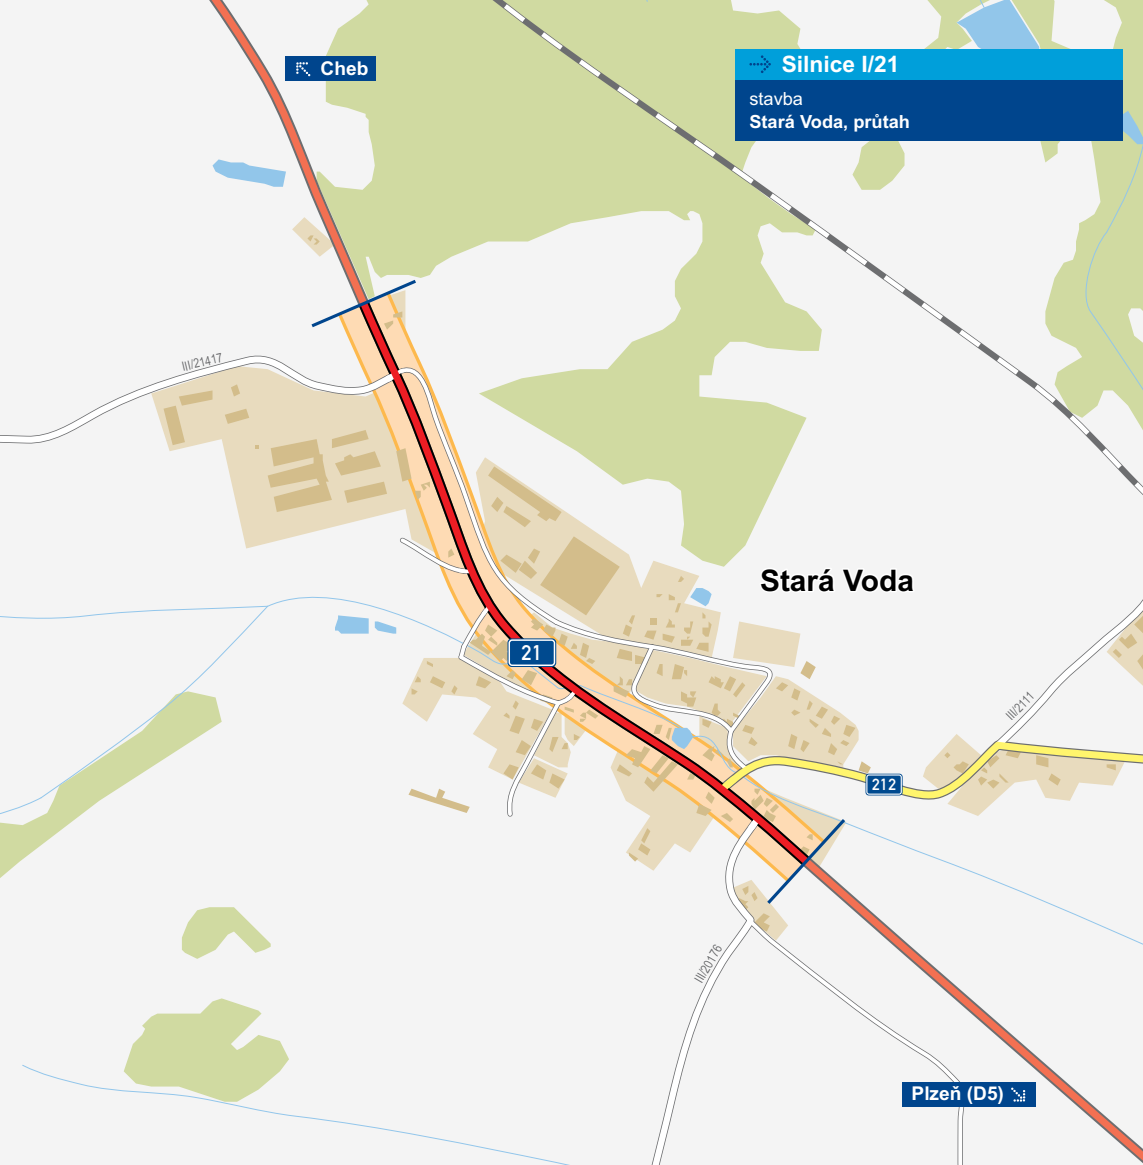 Cheb
Silnice I/21
stavba
Stará Voda, průtah
III/21417
Stará Voda
21
III/2111
212
III/20176
Plzeň (D5)